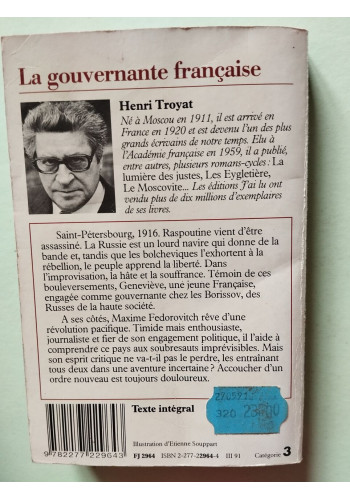 La gouvernante française
Henri Troyat
Né à Moscou en 1911, il est arrivé en
France en 1920 et est devenu l'un des plus
grands écrivains de notre temps. Elu à
l'Académie française en 1959, il a publié,
entre autres, plusieurs romans-cycles : La
lumière des justes, Les Eygletière,
Le Moscovite... Les éditions J'ai lu ont
vendu plus de dix millions d'exemplaires
de ses livres.
Saint-Pétersbourg, 1916. Raspoutine vient d'être
assassiné. La Russie est un lourd navire qui donne de la
bande et, tandis que les bolcheviques l'exhortent à la
rébellion, le peuple apprend la liberté. Dans
l'improvisation, la hâte et la souffrance. Témoin de ces
bouleversements, Geneviève, une jeune Française,
engagée comme gouvernante chez les Borissov, des
Russes de la haute société.
A ses côtés, Maxime Fedorovitch rêve d'une
révolution pacifique. Timide mais enthousiaste,
journaliste et fier de son engagement politique, il l'aide à
comprendre ce pays aux soubresauts imprévisibles. Mais
son esprit critique ne va-t-il pas le perdre, les entraînant
tous deux dans une aventure incertaine ? Accoucher d'un
ordre nouveau est toujours douloureux.
Texte intégral
320
Illustration d'Etienne Souppart
9 782277 229643
FJ 2964 ISBN 2-277-22964-4 III 91 Catégorie 3